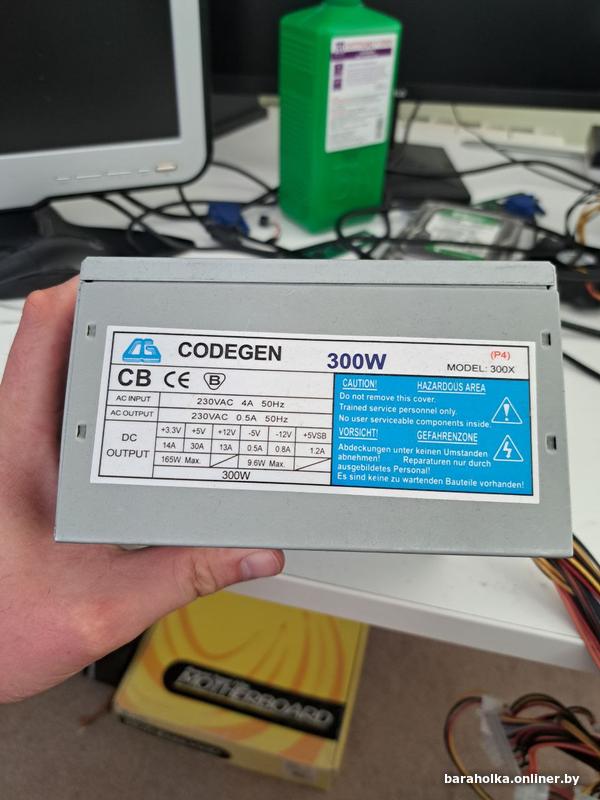 CODEGEN
300W
(P4)
MODEL: 300X
CB CE B
AC INPUT 230VAC 4A 50Hz
AC OUTPUT 230VAC 0.5A 50Hz
DC OUTPUT
+3.3V +5V +12V -5V -12V +5VSB
14A 30A 13A 0.5A 0.8A 1.2A
165W Max. 9.6W Max.
300W
CAUTION! HAZARDOUS AREA
Do not remove this cover.
Trained service personnel only.
No user serviceable components inside.
VORSICHT! GEFAHRENZONE
Abdeckungen unter keinen Umstanden
abnehmen! Reparaturen nur durch
ausgebildetes Personal!
Es sind keine zu wartenden Bauteile vorhanden!
MOTHERBOARD
baraholka.onliner.by